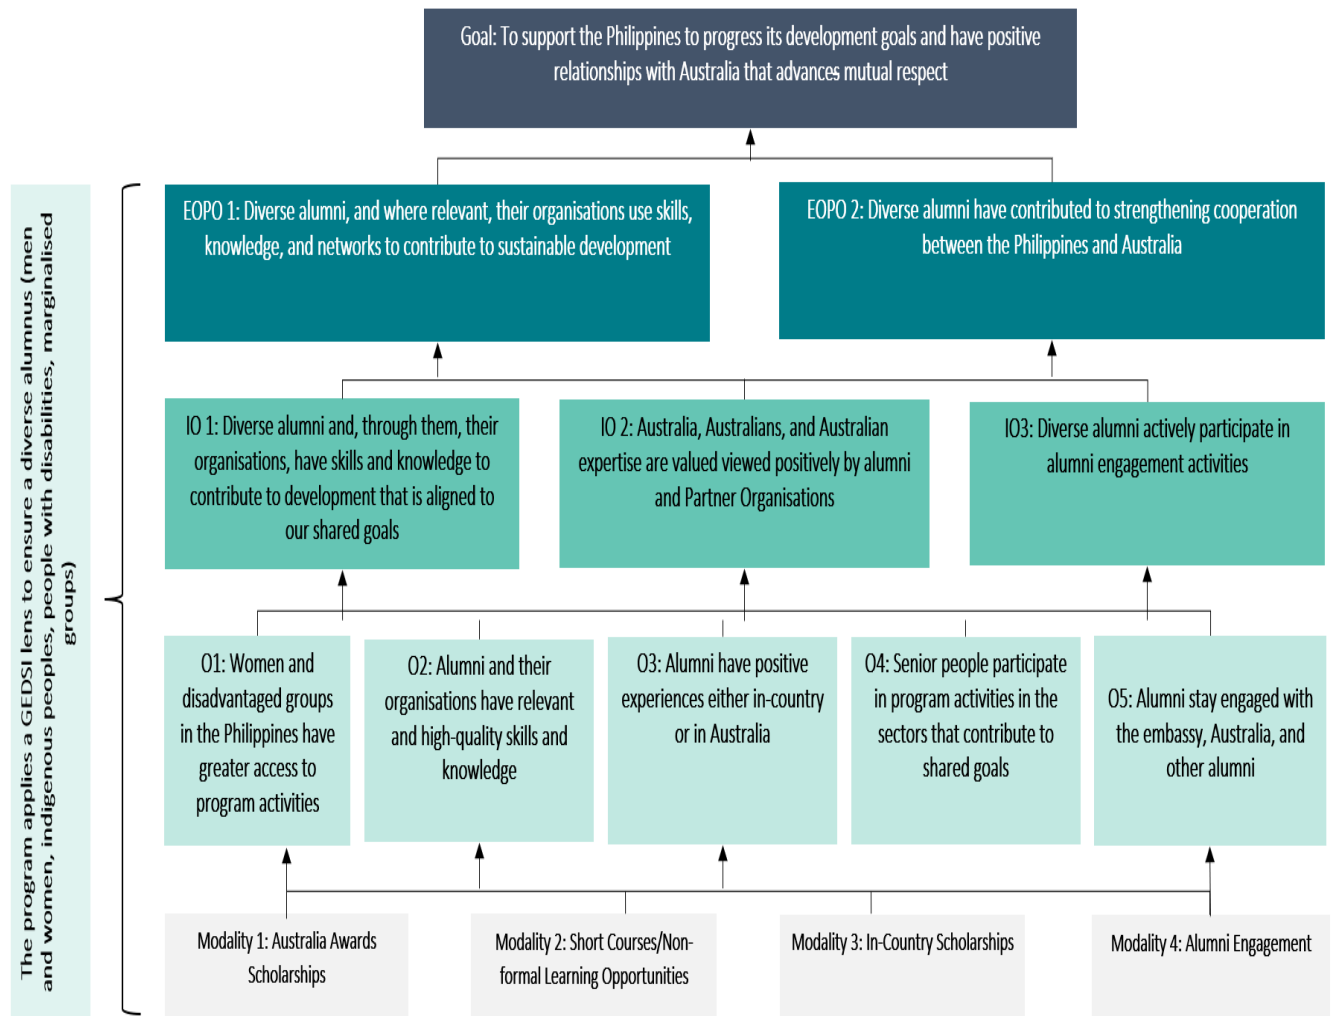 Goal: To support the Philippines to progress its development goals and have positive
relationships with Australia that advances mutual respect
The program applies a GEDSI lens to ensure a diverse alumnus (men
and women, indigenous peoples, people with disabilities, marginalised
groups)
EOPO 1: Diverse alumni, and where relevant, their organisations use skills,
knowledge, and networks to contribute to sustainable development
EOPO 2: Diverse alumni have contributed to strengthening cooperation
between the Philippines and Australia
IO 1: Diverse alumni and, through them, their
organisations, have skills and knowledge to
contribute to development that is aligned to
our shared goals
IO 2: Australia, Australians, and Australian
expertise are valued viewed positively by alumni
and Partner Organisations
IO3: Diverse alumni actively participate in
alumni engagement activities
O1: Women and
disadvantaged groups
in the Philippines have
greater access to
program activities
O2: Alumni and their
organisations have relevant
and high-quality skills and
knowledge
O3: Alumni have positive
experiences either in-country
or in Australia
O4: Senior people participate
in program activities in the
sectors that contribute to
shared goals
O5: Alumni stay engaged with
the embassy, Australia, and
other alumni
Modality 1: Australia Awards
Scholarships
Modality 2: Short Courses/Non-
formal Learning Opportunities
Modality 3: In-Country Scholarships
Modality 4: Alumni Engagement